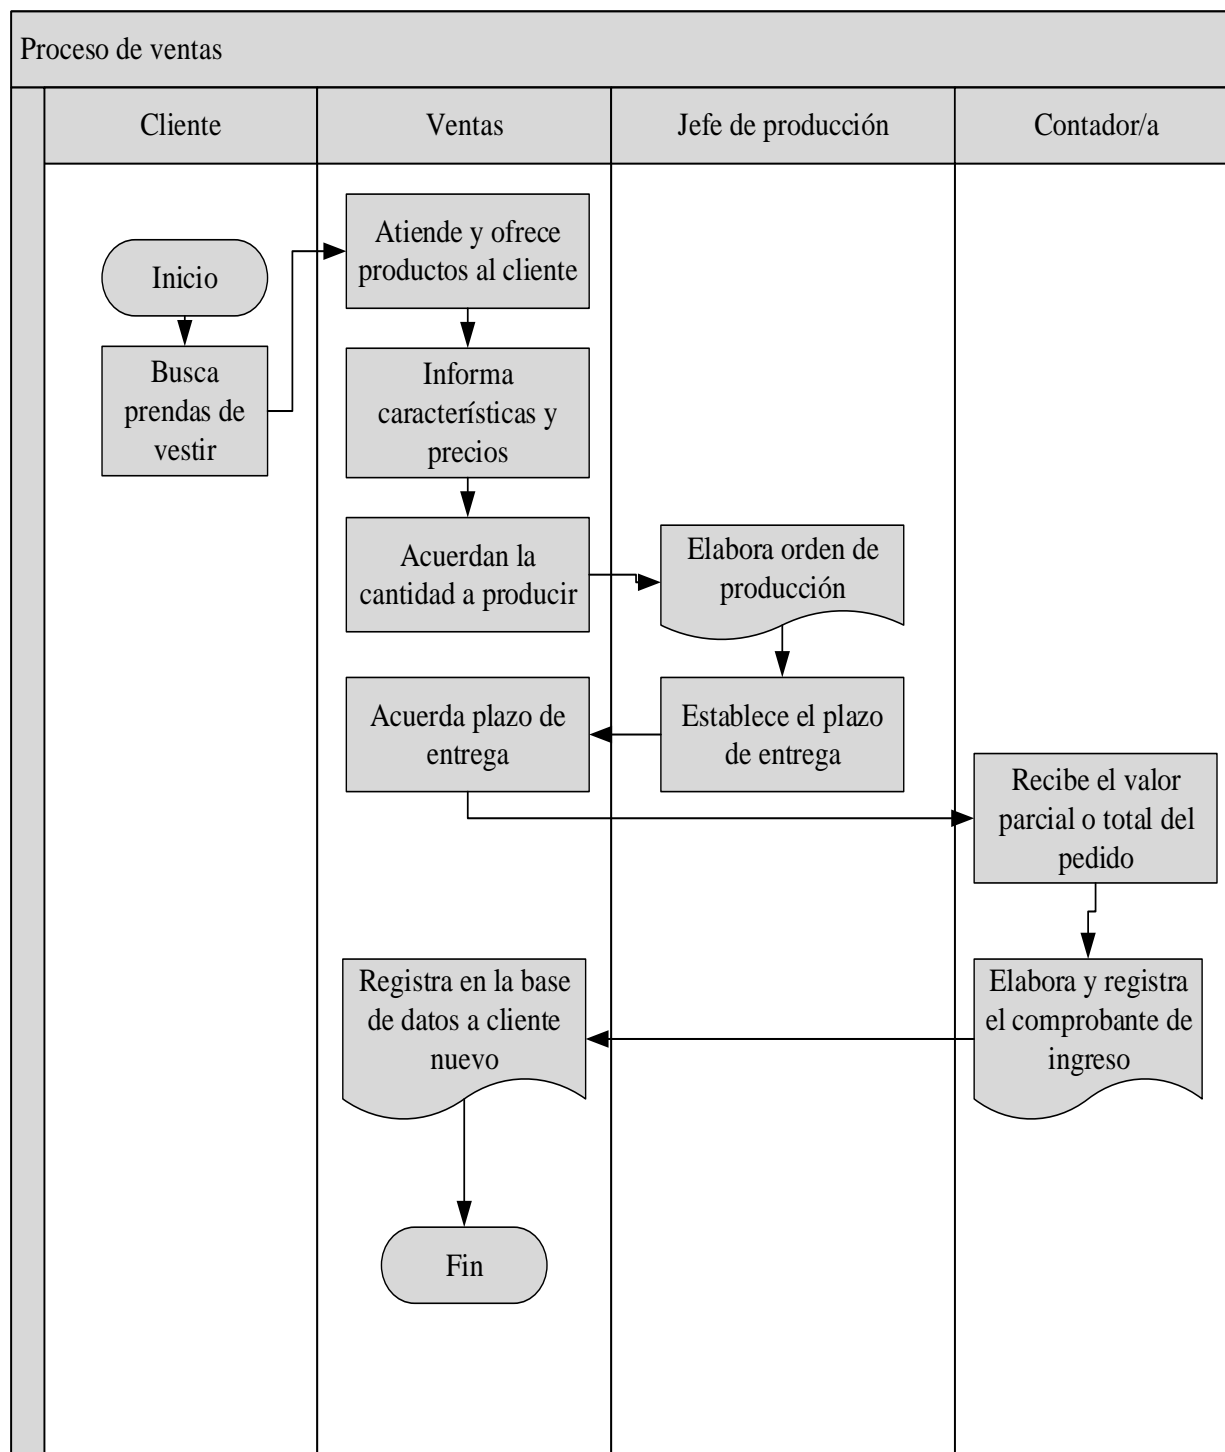 Proceso de ventas
Cliente
Ventas
Jefe de producción
Contador/a
Inicio
Busca
prendas de
vestir
Atiende y ofrece
productos al cliente
Informa
características y
precios
Acuerdan la
cantidad a producir
Elabora orden de
producción
Establece el plazo
de entrega
Acuerda plazo de
entrega
Recibe el valor
parcial o total del
pedido
Elabora y registra
el comprobante de
ingreso
Registra en la base
de datos a cliente
nuevo
Fin